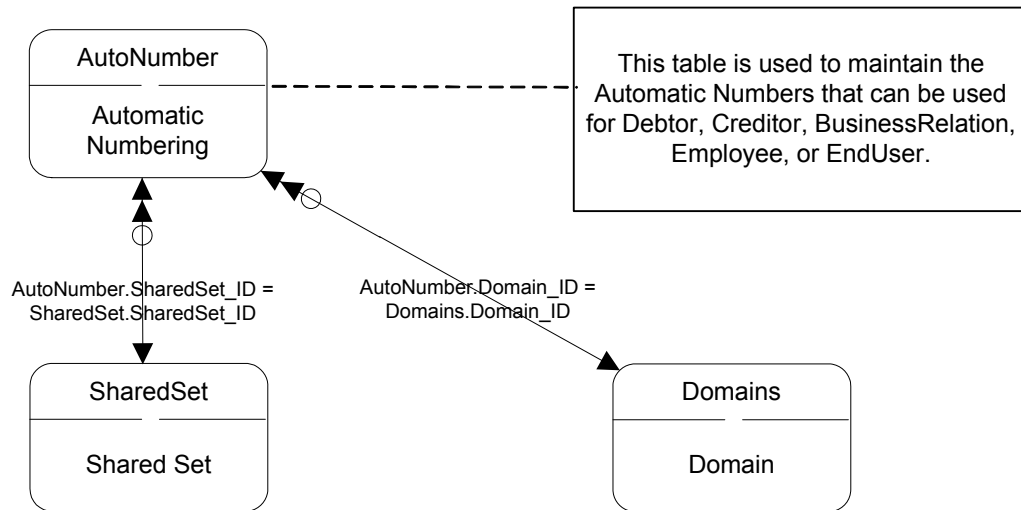 AutoNumber
Automatic
Numbering
This table is used to maintain the
Automatic Numbers that can be used
for Debtor, Creditor, BusinessRelation,
Employee, or EndUser.
AutoNumber.SharedSet_ID =
SharedSet.SharedSet_ID
AutoNumber.Domain_ID =
Domains.Domain_ID
SharedSet
Shared Set
Domains
Domain